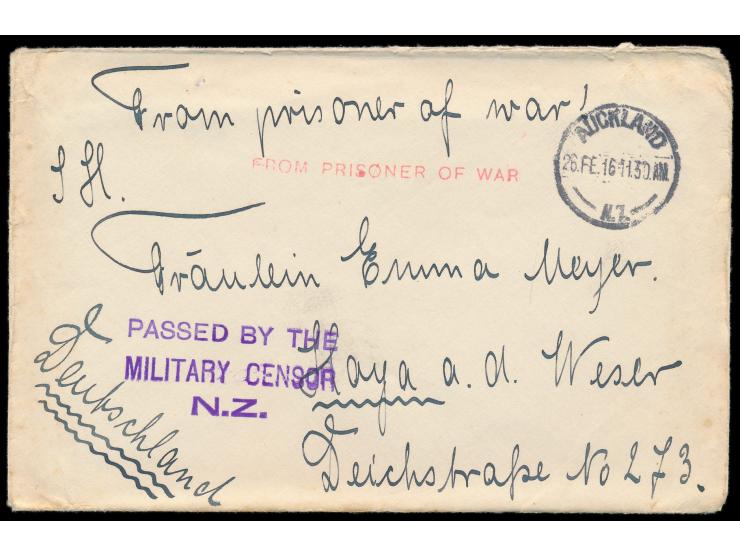 From prisoner of war!
FROM PRISONER OF WAR
AUCKLAND
26.FE.16-11.30.AM.
N.Z.
S H.
Fräulein Emma Meyer.
PASSED BY THE
MILITARY CENSOR
N.Z.
Hoya a. d. Weser
Deichstraße No 273.
Deutschland